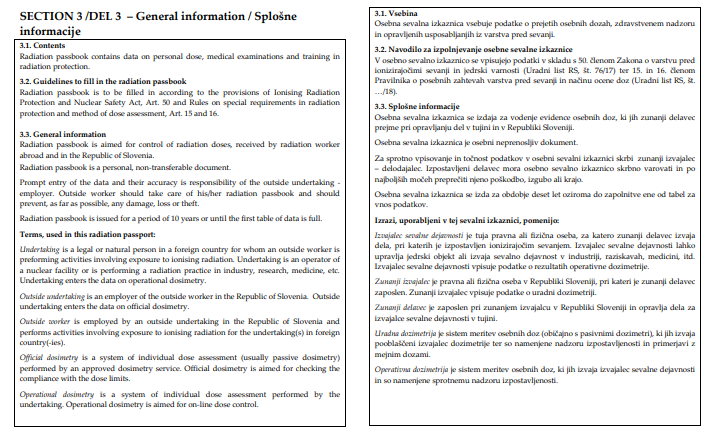 SECTION 3 /DEL 3 – General information / Splošne
informacije
3.1. Contents
Radiation passbook contains data on personal dose, medical examinations and training in
radiation protection.
3.2. Guidelines to fill in the radiation passbook
Radiation passbook is to be filled in according to the provisions of Ionising Radiation
Protection and Nuclear Safety Act, Art. 50 and Rules on special requirements in radiation
protection and method of dose assessment, Art. 15 and 16.
3.3. General information
Radiation passbook is aimed for control of radiation doses, received by radiation worker
abroad and in the Republic of Slovenia.
Radiation passbook is a personal, non-transferable document.
Prompt entry of the data and their accuracy is responsibility of the outside undertaking -
employer. Outside worker should take care of his/her radiation passbook and should
prevent, as far as possible, any damage, loss or theft.
Radiation passbook is issued for a period of 10 years or until the first table of data is full.
Terms, used in this radiation passport:
Undertaking is a legal or natural person in a foreign country for whom an outside worker is
preforming activities involving exposure to ionising radiation. Undertaking is an operator of
a nuclear facility or is performing a radiation practice in industry, research, medicine, etc.
Undertaking enters the data on operational dosimetry.
Outside undertaking is an employer of the outside worker in the Republic of Slovenia. Outside
undertaking enters the data on official dosimetry.
Outside worker is employed by an outside undertaking in the Republic of Slovenia and
performs activities involving exposure to ionising radiation for the undertaking(s) in foreign
country(-ies).
Official dosimetry is a system of individual dose assessment (usually passive dosimetry)
performed by an approved dosimetry service. Official dosimetry is aimed for checking the
compliance with the dose limits.
Operational dosimetry is a system of individual dose assessment performed by the
undertaking. Operational dosimetry is aimed for on-line dose control.
3.1. Vsebina
Osebna sevalna izkaznica vsebuje podatke o prejetih osebnih dozah, zdravstvenem nadzoru
in opravljenih usposabljanjih iz varstva pred sevanji.
3.2. Navodilo za izpolnjevanje osebne sevalne izkaznice
V osebno sevalno izkaznico se vpisujejo podatki v skladu s 50. členom Zakona o varstvu pred
ionizirajočimi sevanji in jedrski varnosti (Uradni list RS, št. 76/17) ter 15. in 16. členom
Pravilnika o posebnih zahtevah varstva pred sevanji in načinu ocene doz (Uradni list RS, št.
…/18).
3.3. Splošne informacije
Osebna sevalna izkaznica se izdaja za vodenje evidence osebnih doz, ki jih zunanji delavec
prejme pri opravljanju del v tujini in v Republiki Sloveniji.
Osebna sevalna izkaznica je osebni neprenosljiv dokument.
Za sprotno vpisovanje in točnost podatkov v osebni sevalni izkaznici skrbi zunanji izvajalec
– delodajalec. Izpostavljeni delavec mora osebno sevalno izkaznico skrbno varovati in po
najboljših močeh preprečiti njeno poškodbo, izgubo ali krajo.
Osebna sevalna izkaznica se izda za obdobje deset let oziroma do zapolnitve ene od tabel za
vnos podatkov.
Izrazi, uporabljeni v tej sevalni izkaznici, pomenijo:
Izvajalec sevalne dejavnosti je tuja pravna ali fizična oseba, za katero zunanji delavec izvaja
dela, pri katerih je izpostavljen ionizirajočim sevanjem. Izvajalec sevalne dejavnosti lahko
upravlja jedrski objekt ali izvaja sevalno dejavnost v industriji, raziskavah, medicini, itd.
Izvajalec sevalne dejavnosti vpisuje podatke o rezultatih operativne dozimetrije.
Zunanji izvajalec je pravna ali fizična oseba v Republiki Sloveniji, pri kateri je zunanji delavec
zaposlen. Zunanji izvajalec vpisuje podatke o uradni dozimetriji.
Zunanji delavec je zaposlen pri zunanjem izvajalcu v Republiki Sloveniji in opravlja dela za
izvajalce sevalne dejavnosti v tujini.
Uradna dozimetrija je sistem meritev osebnih doz (običajno s pasivnimi dozimetri), ki jih izvaja
pooblaščeni izvajalec dozimetrije ter so namenjene nadzoru izpostavljenosti in primerjavi z
mejnimi dozami.
Operativna dozimetrija je sistem meritev osebnih doz, ki jih izvaja izvajalec sevalne dejavnosti
in so namenjene sprotnemu nadzoru izpostavljenosti.